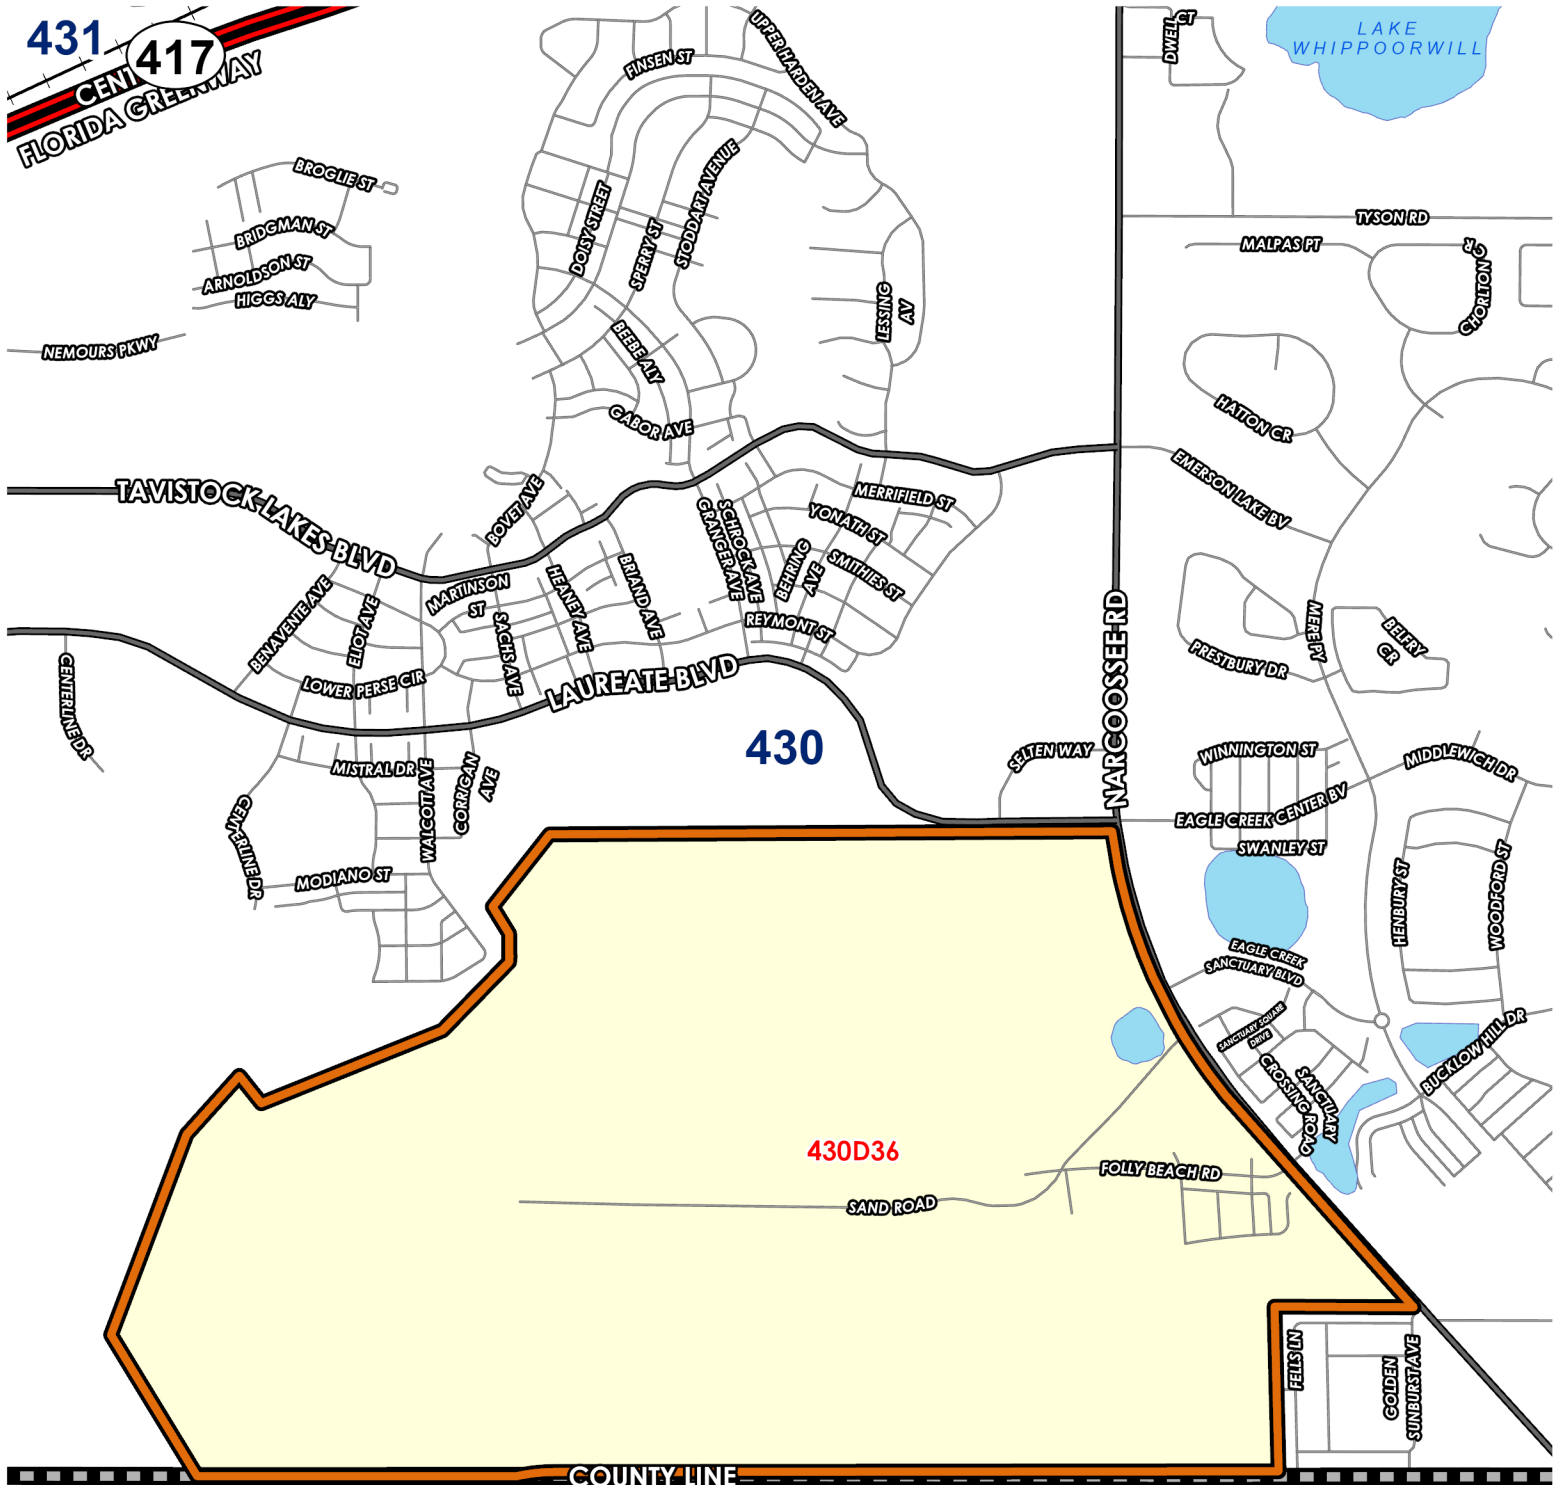 431
417
CENT
FLORIDA GREENWAY
LAKE
WHIPPOORWILL
DWELL
CT
FINSEN ST
UPPER HARDEN AVE
BROGLIE ST
BRIDGMAN ST
ARNOLDSON ST
HIGGS ALY
NEMOURS PKWY
DOISY STREET
SPERRY ST
STODDART AVENUE
LESSING
AV
BEEBE ALY
GABOR AVE
TYSON RD
MALPAS PT
CHORLTON CR
HATTON CR
EMERSON LAKE BV
TAVISTOCK LAKES BLVD
BOVET AVE
MERRIFIELD ST
YONATH ST
SMITHIES ST
SCHROCK AVE
GRANGER AVE
BEHRING
AVE
REYMONT ST
BENAVENTE AVE
ELIOT AVE
MARTINSON
ST
SACHS AVE
HEANEY AVE
BRIAND AVE
LOWER PERSE CIR
LAUREATE BLVD
CENTERLINE DR
NARCOOSSEE RD
MERE PY
BELFRY
CR
PRESTBURY DR
430
SELTEN WAY
WINNINGTON ST
MIDDLEWICH DR
EAGLE CREEK CENTER BV
SWANLEY ST
MISTRAL DR
WALCOTT AVE
CORRIGAN
AVE
CENTERLINE DR
MODIANO ST
HENBURY ST
WOODFORD ST
EAGLE CREEK
SANCTUARY BLVD
SANCTUARY SQUARE
DRIVE
CROSSING ROAD
SANCTUARY
BUCKLOW HILL DR
430D36
FOLLY BEACH RD
SAND ROAD
FELLS LN
GOLDEN
SUNBURST AVE
COUNTY LINE